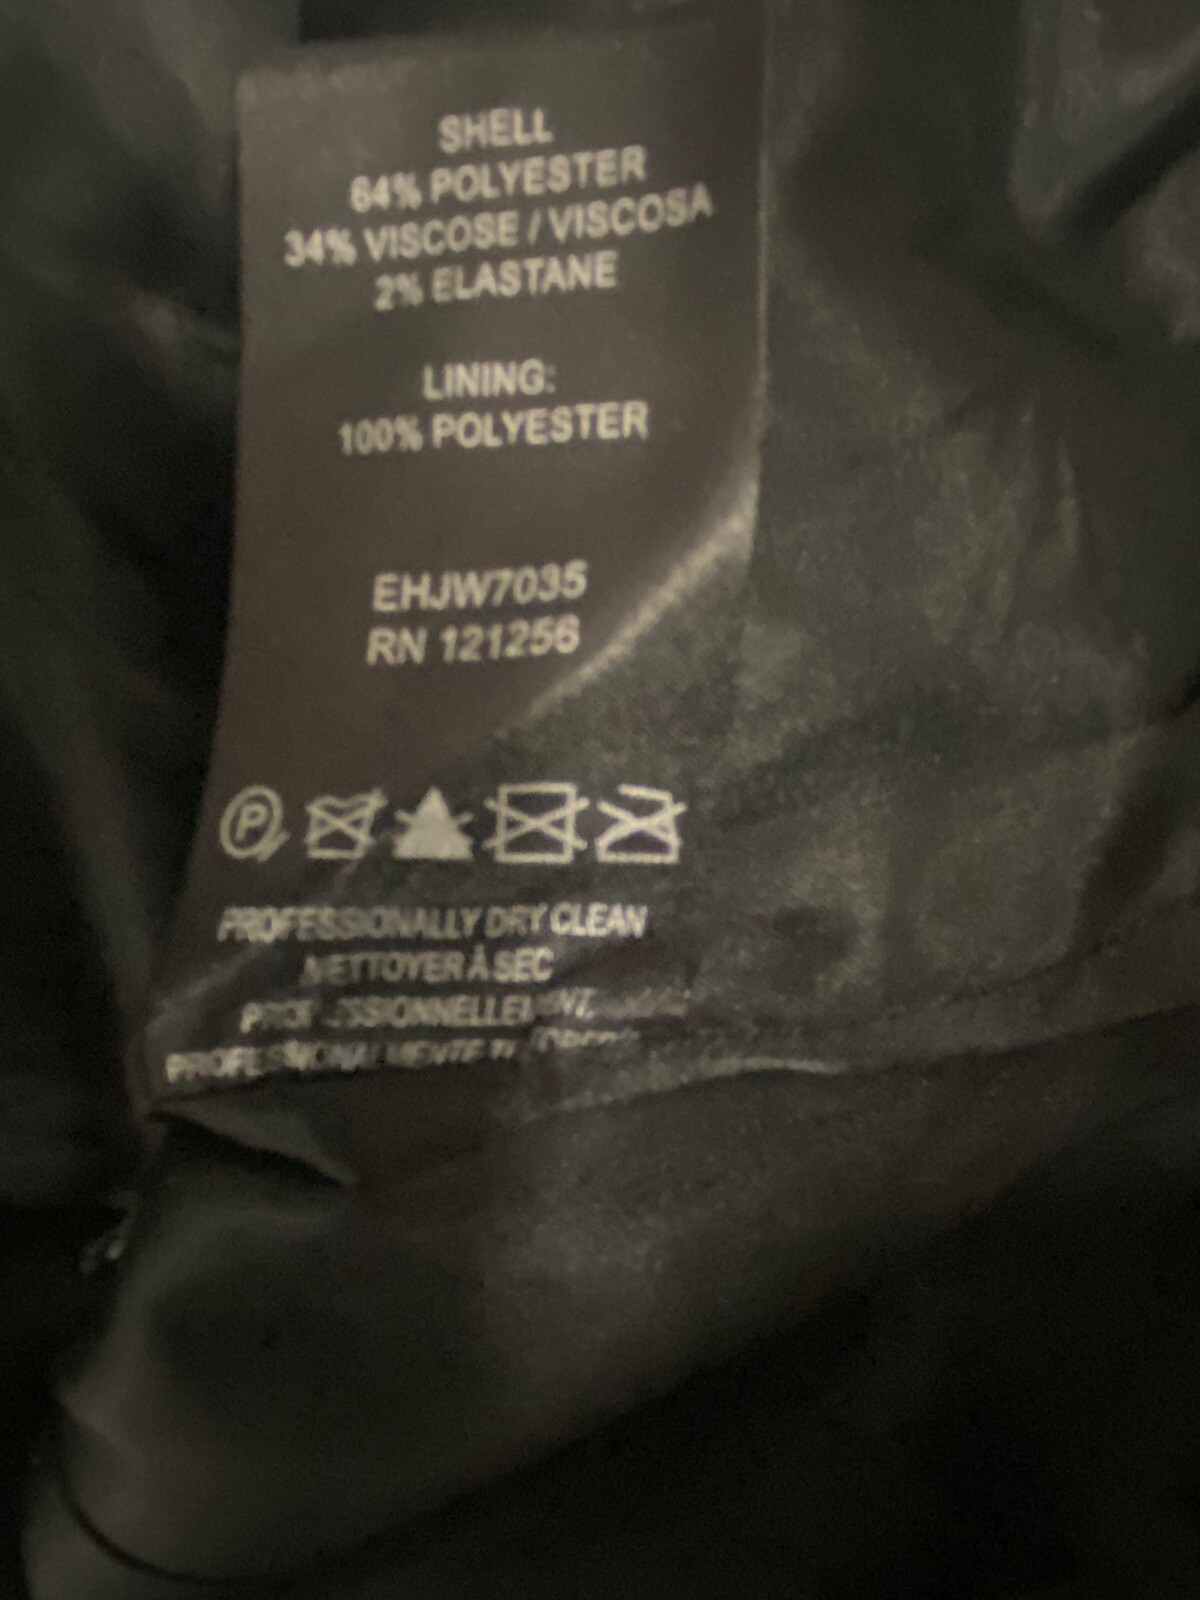 SHELL
64% POLYESTER
34% VISCOSE / VISCOSA
2% ELASTANE
LINING:
100% POLYESTER
EHJW7035
RN 121256
P
PROFESSIONALLY DRY CLEAN
NETTOYER À SEC
PROFESSIONNELLEMENT